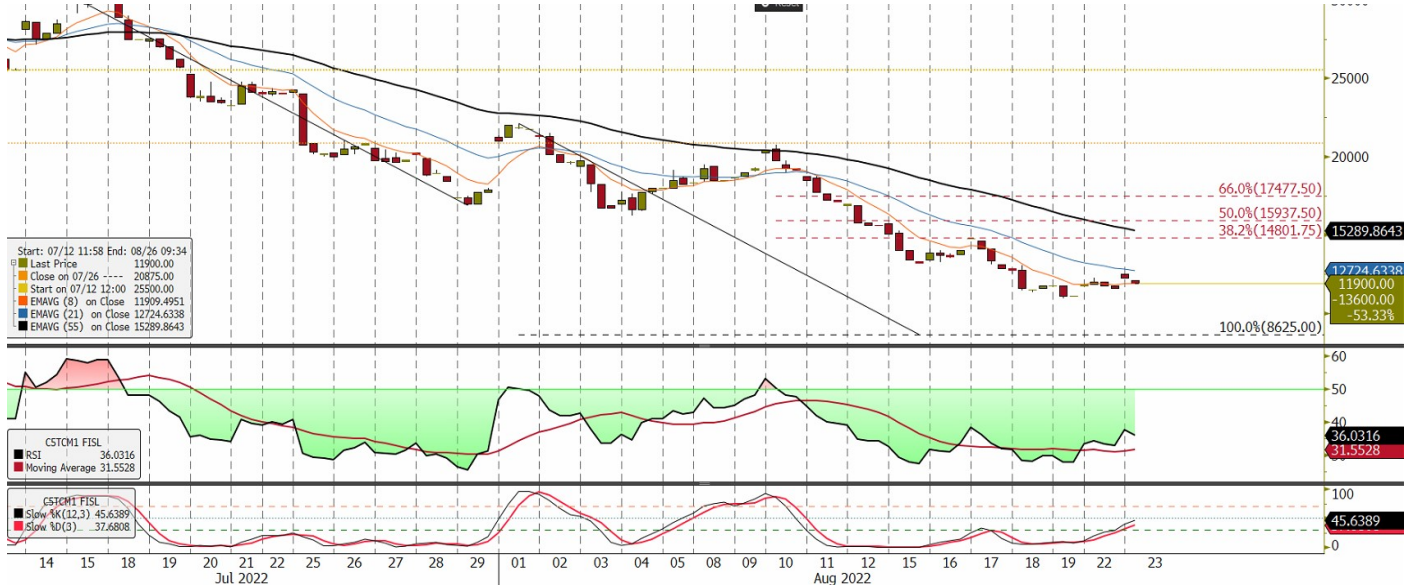 Reset
30000
25000
20000
66.0%(17477.50)
50.0%(15937.50)
38.2%(14801.75)
100.0%(8625.00)
15289.8643
12724.6338
11900.00
-13600.00
-53.33%
Start: 07/12 11:58 End: 08/26 09:34
Last Price 11900.00
Close on 07/26 ---- 20875.00
Start on 07/12 12:00 25500.00
EMAVG (8) on Close 11909.4951
EMAVG (21) on Close 12724.6338
EMAVG (55) on Close 15289.8643
60
50
40
36.0316
31.5528
C5TCM1 FISL
RSI 36.0316
Moving Average 31.5528
100
45.6389
0
C5TCM1 FISL
Slow %K(12,3) 45.6389
Slow %D(3) 37.6808
14 15 18 19 20 21 22 25 26 27 28 29 01 02 03 04 05 08 09 10 11 12 15 16 17 18 19 22 23
Jul 2022 Aug 2022